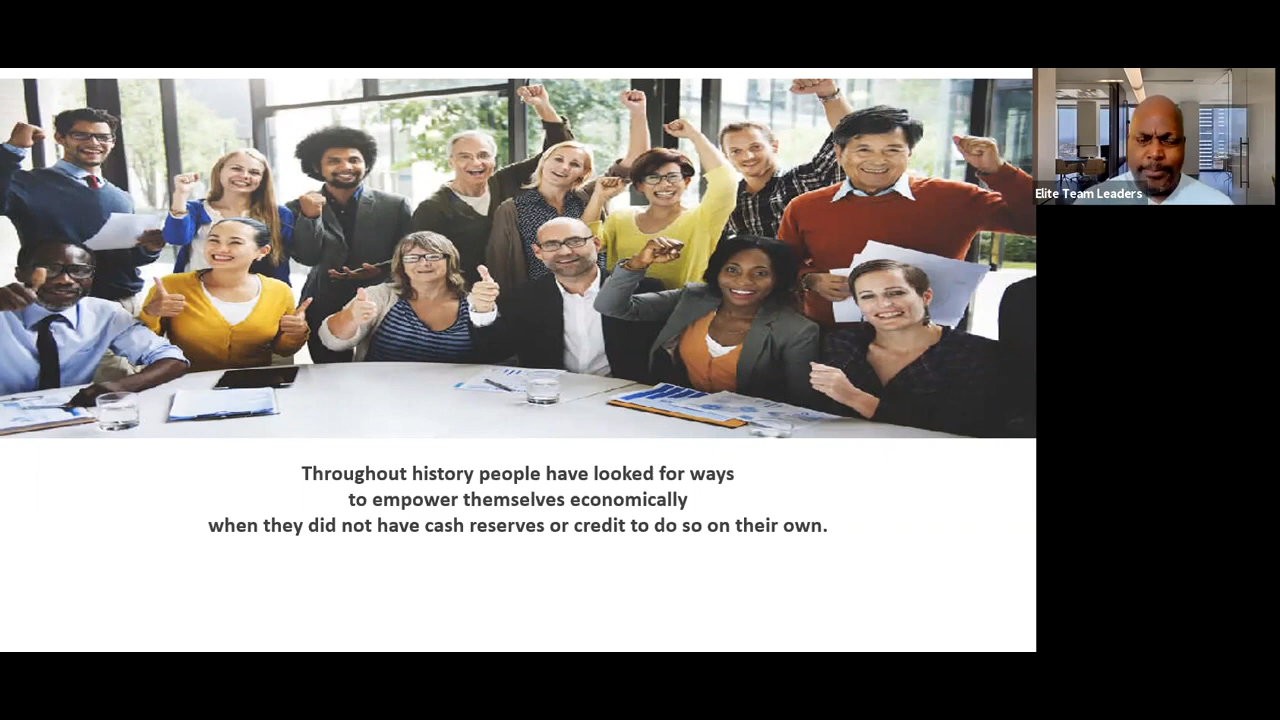 Elite Team Leaders
Throughout history people have looked for ways
to empower themselves economically
when they did not have cash reserves or credit to do so on their own.